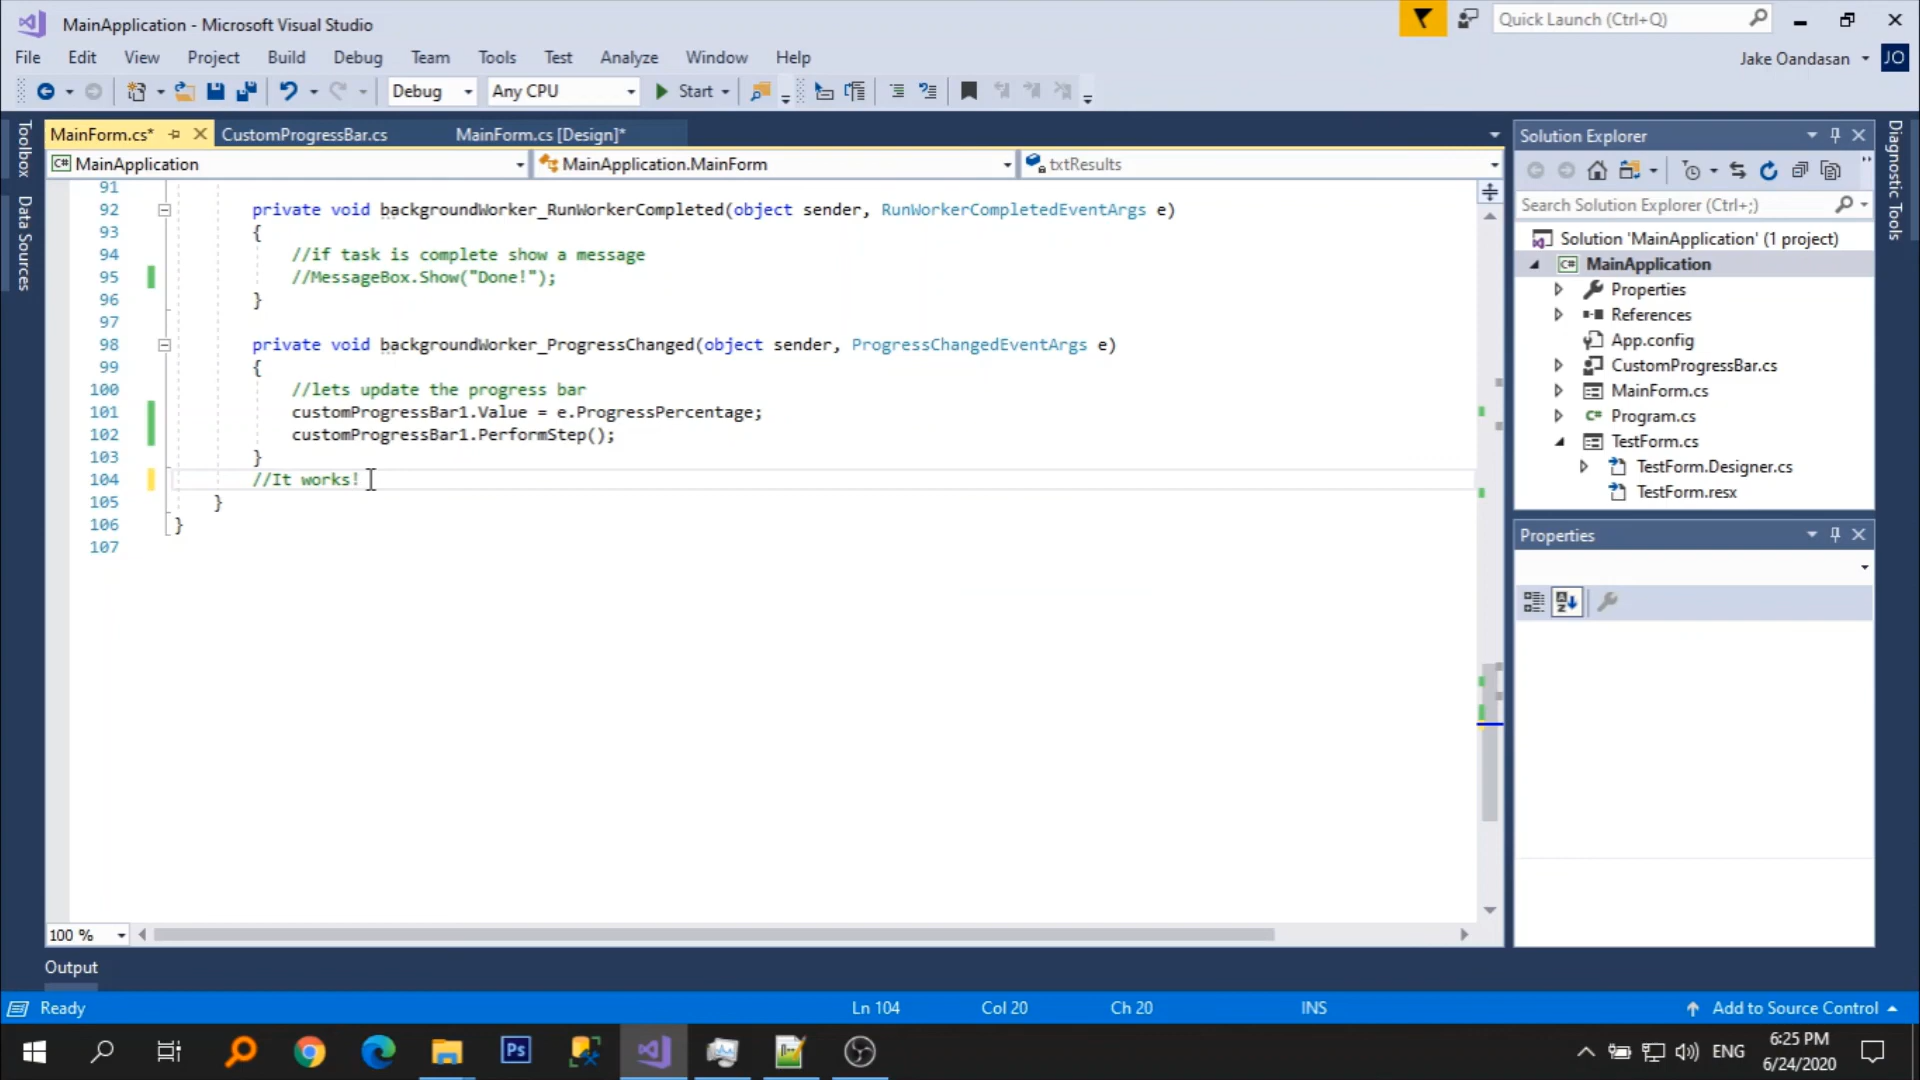 MainApplication - Microsoft Visual Studio
Quick Launch (Ctrl+Q)
File Edit View Project Build Debug Team Tools Test Analyze Window Help
Jake Oandasan JO
Debug Any CPU Start
Toolbox
Data Sources
MainForm.cs* CustomProgressBar.cs MainForm.cs [Design]*
C# MainApplication MainApplication.MainForm txtResults
91
92 private void backgroundWorker_RunWorkerCompleted(object sender, RunWorkerCompletedEventArgs e)
93 {
94 //if task is complete show a message
95 //MessageBox.Show("Done!");
96 }
97
98 private void backgroundWorker_ProgressChanged(object sender, ProgressChangedEventArgs e)
99 {
100 //lets update the progress bar
101 customProgressBar1.Value = e.ProgressPercentage;
102 customProgressBar1.PerformStep();
103 }
104 //It works!
105 }
106 }
107
100 %
Output
Solution Explorer
Search Solution Explorer (Ctrl+;)
Solution 'MainApplication' (1 project)
C# MainApplication
Properties
References
App.config
CustomProgressBar.cs
MainForm.cs
C# Program.cs
TestForm.cs
TestForm.Designer.cs
TestForm.resx
Properties
Diagnostic Tools
Ready Ln 104 Col 20 Ch 20 INS Add to Source Control
Ps
ENG
6:25 PM
6/24/2020